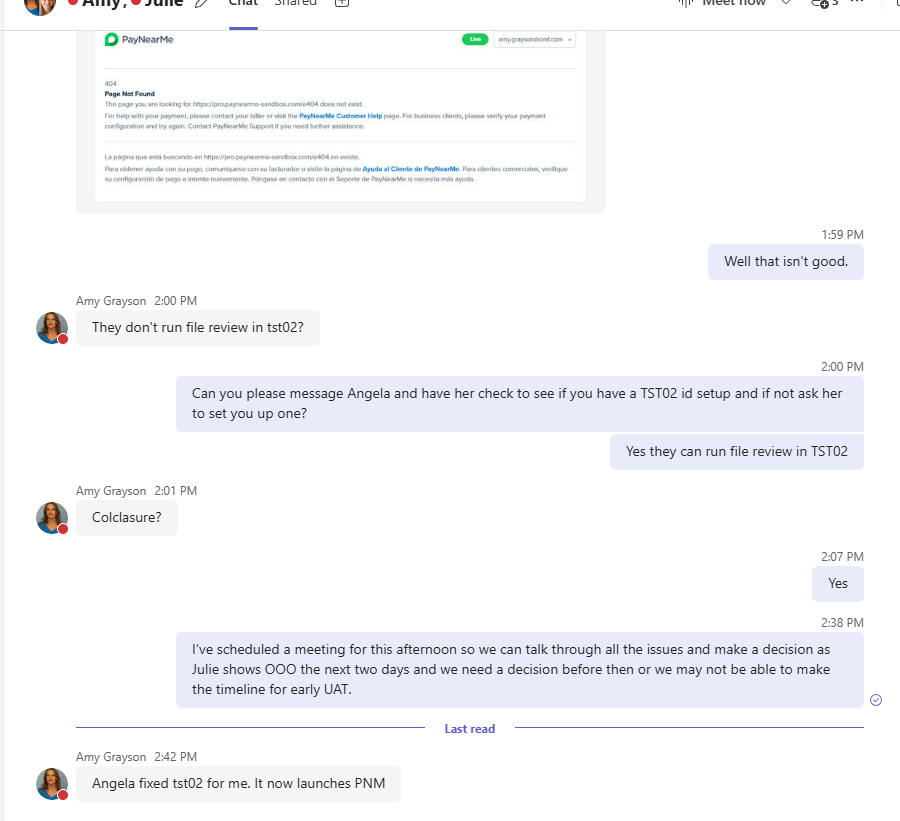 Amy, Julie Chat Shared Meet now 3
PayNearMe Live amy.grayson@omf.com
404
Page Not Found
The page you are looking for https://pro.paynearme-sandbox.com/e404 does not exist.
For help with your payment, please contact your biller or visit the PayNearMe Customer Help page. For business clients, please verify your payment
configuration and try again. Contact PayNearMe Support if you need further assistance.
La página que está buscando en https://pro.paynearme-sandbox.com/e404 no existe.
Para obtener ayuda con su pago, comuníquese con su facturador o visite la página de Ayuda al Cliente de PayNearMe. Para clientes comerciales, verifique
su configuración de pago e intente nuevamente. Póngase en contacto con el Soporte de PayNearMe si necesita más ayuda.
1:59 PM
Well that isn't good.
Amy Grayson 2:00 PM
They don't run file review in tst02?
2:00 PM
Can you please message Angela and have her check to see if you have a TST02 id setup and if not ask her
to set you up one?
Yes they can run file review in TST02
Amy Grayson 2:01 PM
Colclasure?
2:07 PM
Yes
2:38 PM
I've scheduled a meeting for this afternoon so we can talk through all the issues and make a decision as
Julie shows OOO the next two days and we need a decision before then or we may not be able to make
the timeline for early UAT.
Last read
Amy Grayson 2:42 PM
Angela fixed tst02 for me. It now launches PNM